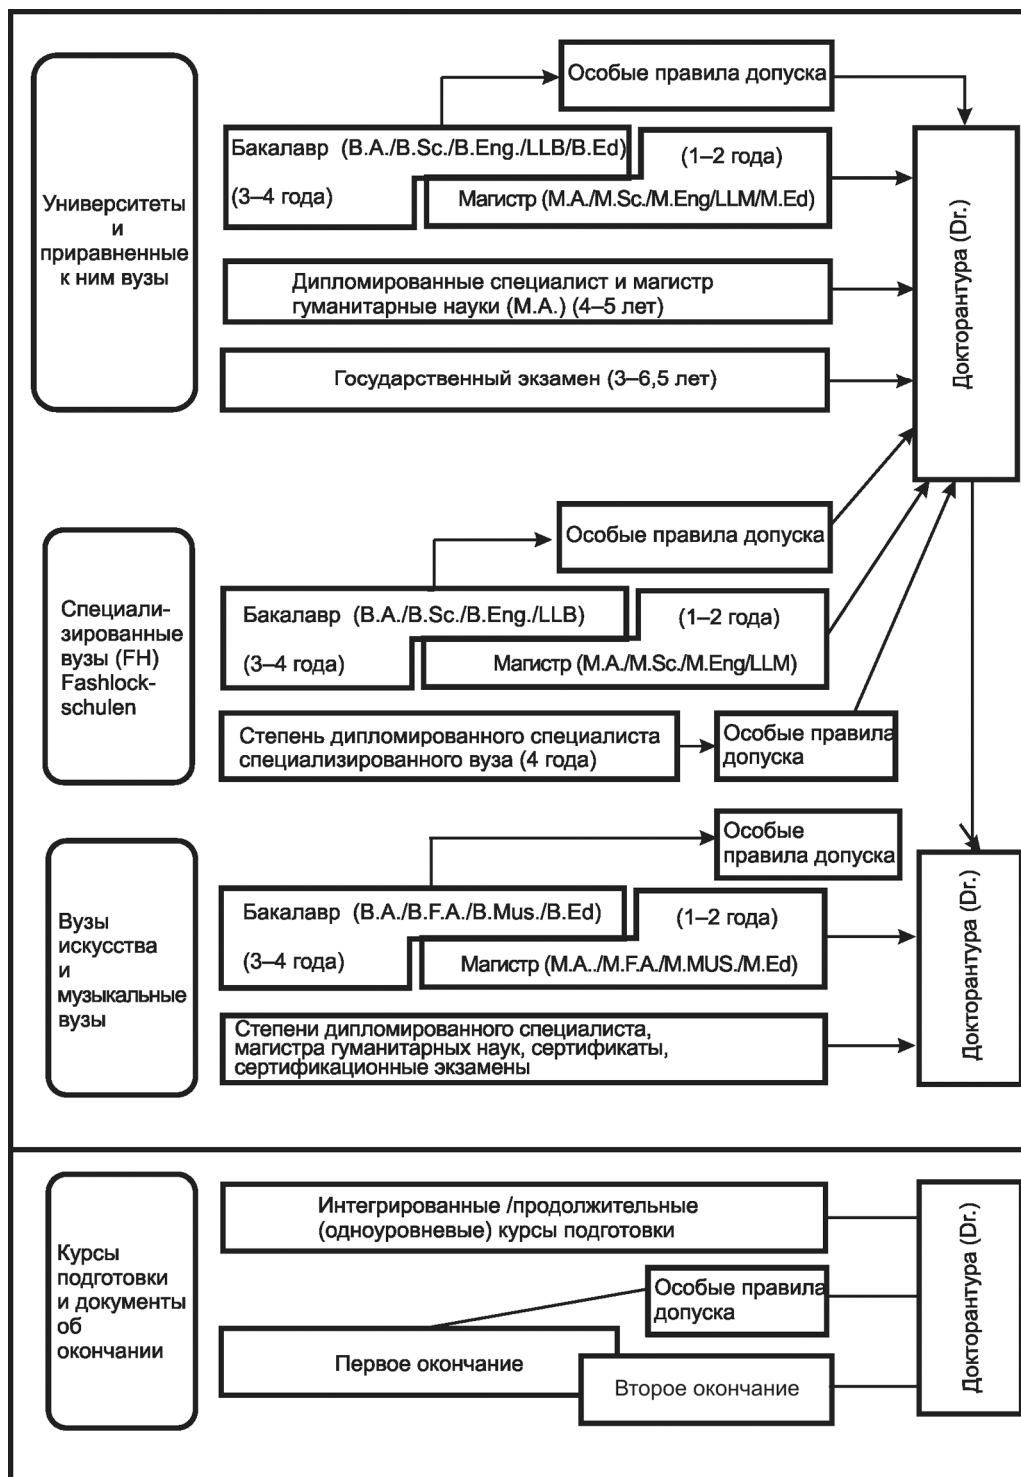 Особые правила допуска
Университеты
и
приравненные
к ним вузы
Бакалавр (B.A./B.Sc./B.Eng./LLB/B.Ed)
(3–4 года)
(1–2 года)
Магистр (M.A./M.Sc./M.Eng/LLM/M.Ed)
Дипломированные специалист и магистр
гуманитарные науки (M.A.) (4–5 лет)
Государственный экзамен (3–6,5 лет)
Докторантура (Dr.)
Особые правила допуска
Специали-
зированные
вузы (FH)
Fashlock-
schulen
Бакалавр (B.A./B.Sc./B.Eng./LLB)
(3–4 года)
(1–2 года)
Магистр (M.A./M.Sc./M.Eng/LLM)
Степень дипломированного специалиста
специализированного вуза (4 года)
Особые правила
допуска
Особые
правила допуска
Вузы
искусства
и
музыкальные
вузы
Бакалавр (B.A./B.F.A./B.Mus./B.Ed)
(3–4 года)
(1–2 года)
Магистр (M.A../M.F.A./M.MUS./M.Ed)
Степени дипломированного специалиста,
магистра гуманитарных наук, сертификаты,
сертификационные экзамены
Докторантура (Dr.)
Курсы
подготовки
и документы
об
окончании
Интегрированные /продолжительные
(одноуровневые) курсы подготовки
Особые правила
допуска
Первое окончание
Второе окончание
Докторантура (Dr.)